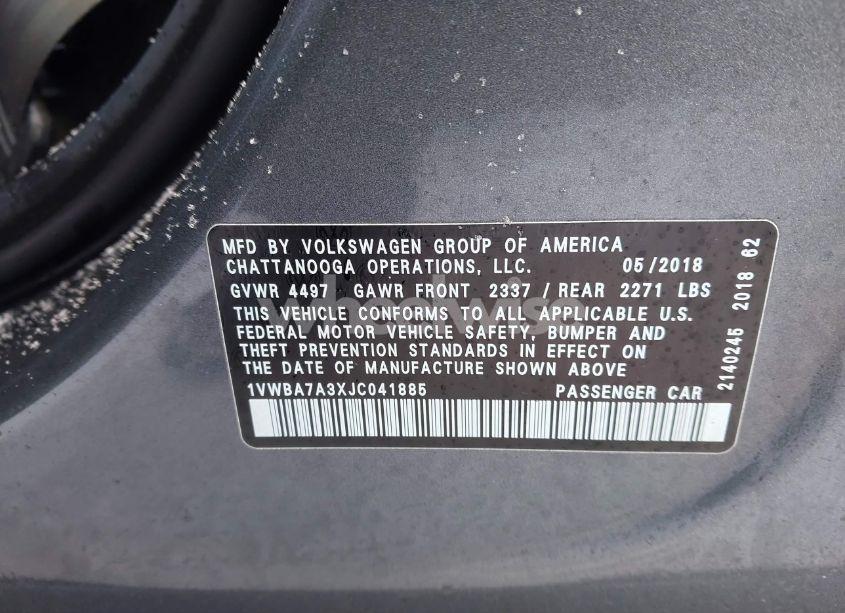 MFD BY VOLKSWAGEN GROUP OF AMERICA
CHATTANOOGA OPERATIONS, LLC. 05/2018
GVWR 4497 GAWR FRONT 2337 / REAR 2271 LBS
THIS VEHICLE CONFORMS TO ALL APPLICABLE U.S.
FEDERAL MOTOR VEHICLE SAFETY, BUMPER AND
THEFT PREVENTION STANDARDS IN EFFECT ON
THE DATE OF MANUFACTURE SHOWN ABOVE
1VWBA7A3XJC041885 PASSENGER CAR
2140245 2018 62
Wheelwise